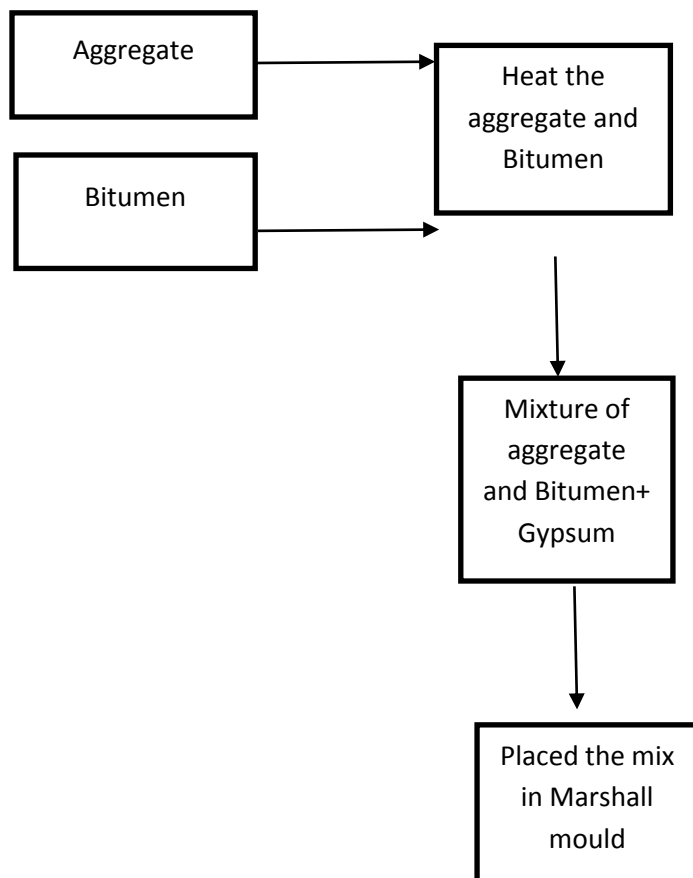 Aggregate
Heat the
aggregate and
Bitumen
Bitumen
Mixture of
aggregate
and Bitumen+
Gypsum
Placed the mix
in Marshall
mould